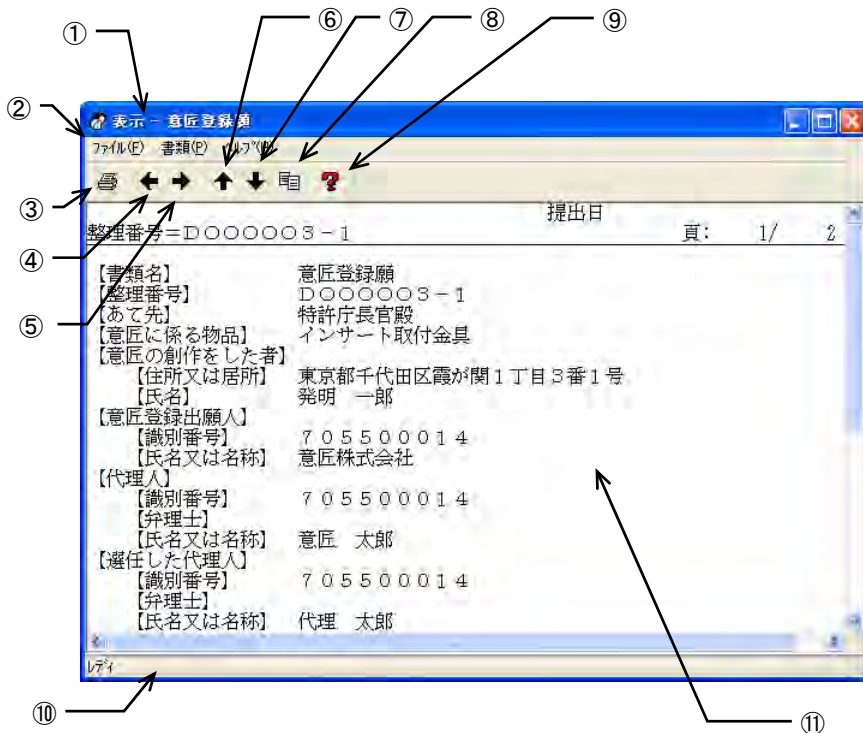 ⑥ ⑦ ⑧ ⑨
①
②
表示 - 意匠登録願
ファイル(F) 書類(P) ヘルプ(H)
③
④
⑤
提出日
整理番号=D000003-1 頁: 1/ 2
【書類名】 意匠登録願
【整理番号】 D000003-1
【あて先】 特許庁長官殿
【意匠に係る物品】 インサート取付金具
【意匠の創作をした者】
【住所又は居所】 東京都千代田区霞が関1丁目3番1号
【氏名】 発明 一郎
【意匠登録出願人】
【識別番号】 705500014
【氏名又は名称】 意匠株式会社
【代理人】
【識別番号】 705500014
【弁理士】
【氏名又は名称】 意匠 太郎
【選任した代理人】
【識別番号】 705500014
【弁理士】
【氏名又は名称】 代理 太郎
レディ
⑩
⑪